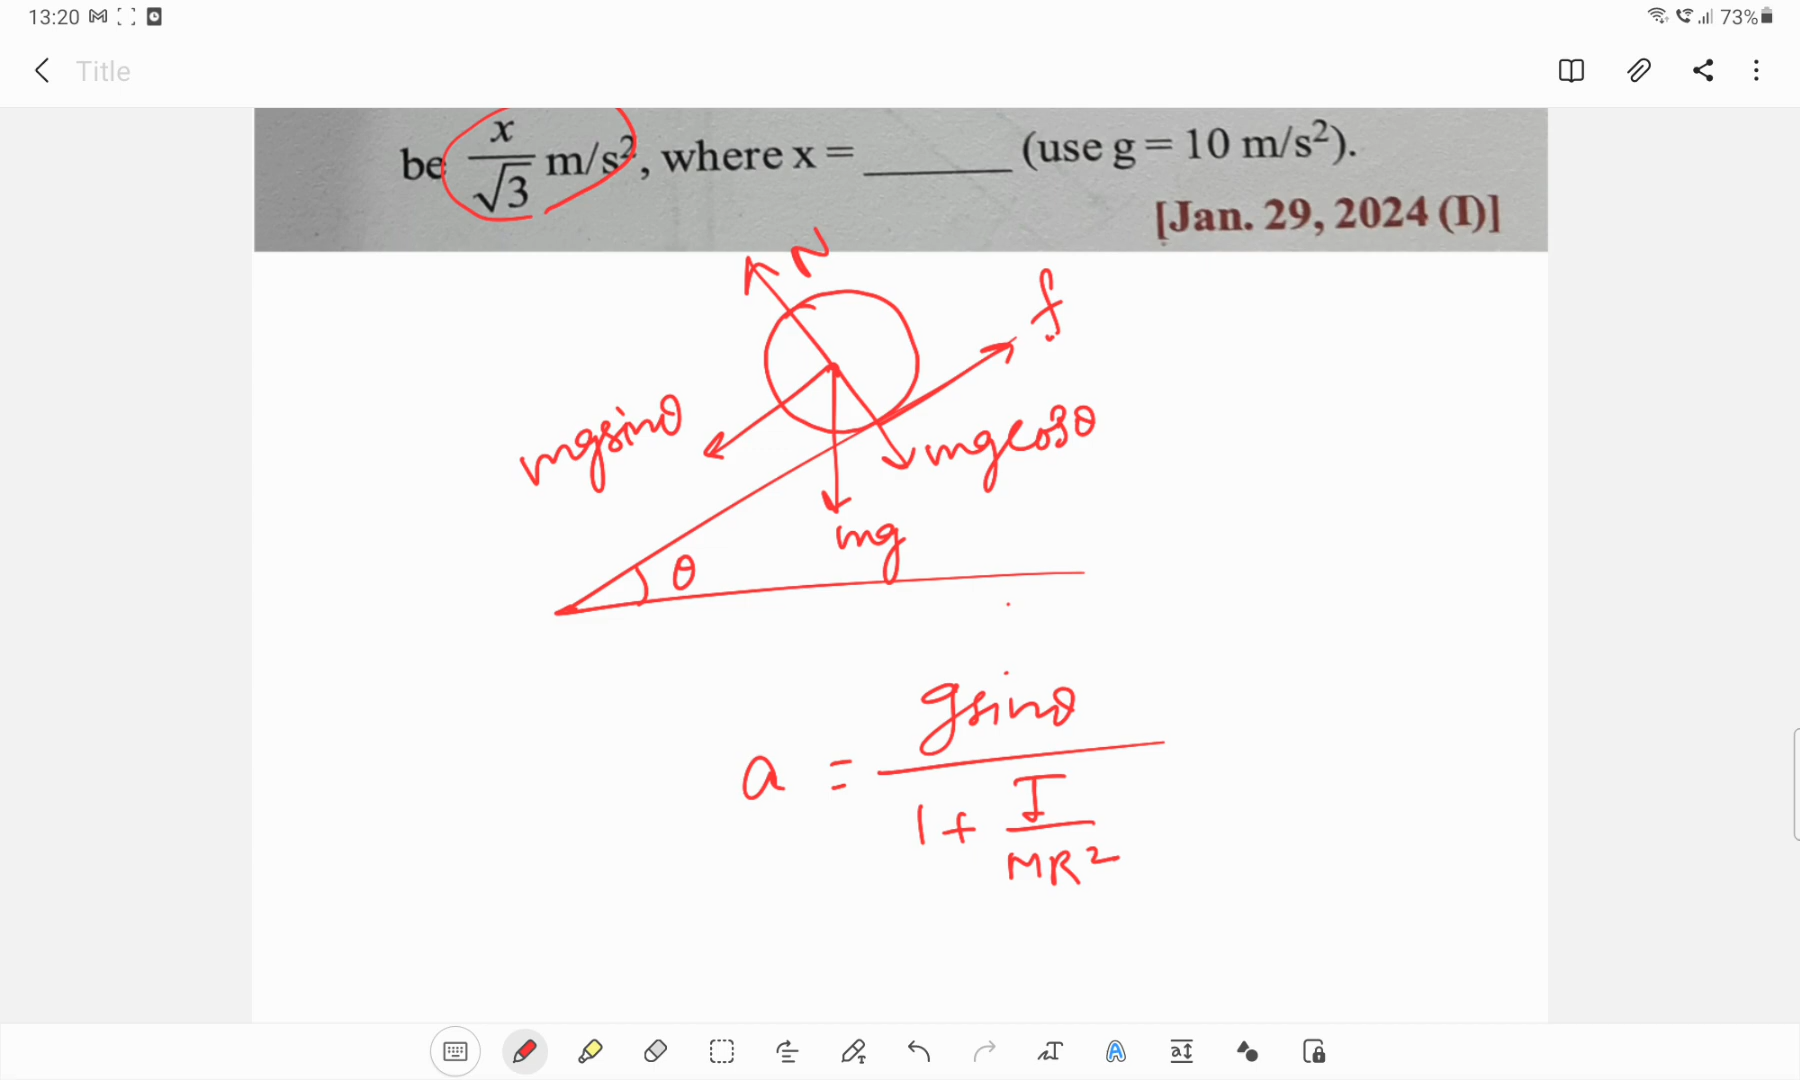 13:20 73%
Title
be x/√3 m/s², where x = ______ (use g = 10 m/s²).
[Jan. 29, 2024 (I)]
N
f
mgsinθ
mgcosθ
mg
θ
a = gsinθ / (1 + I/MR²)